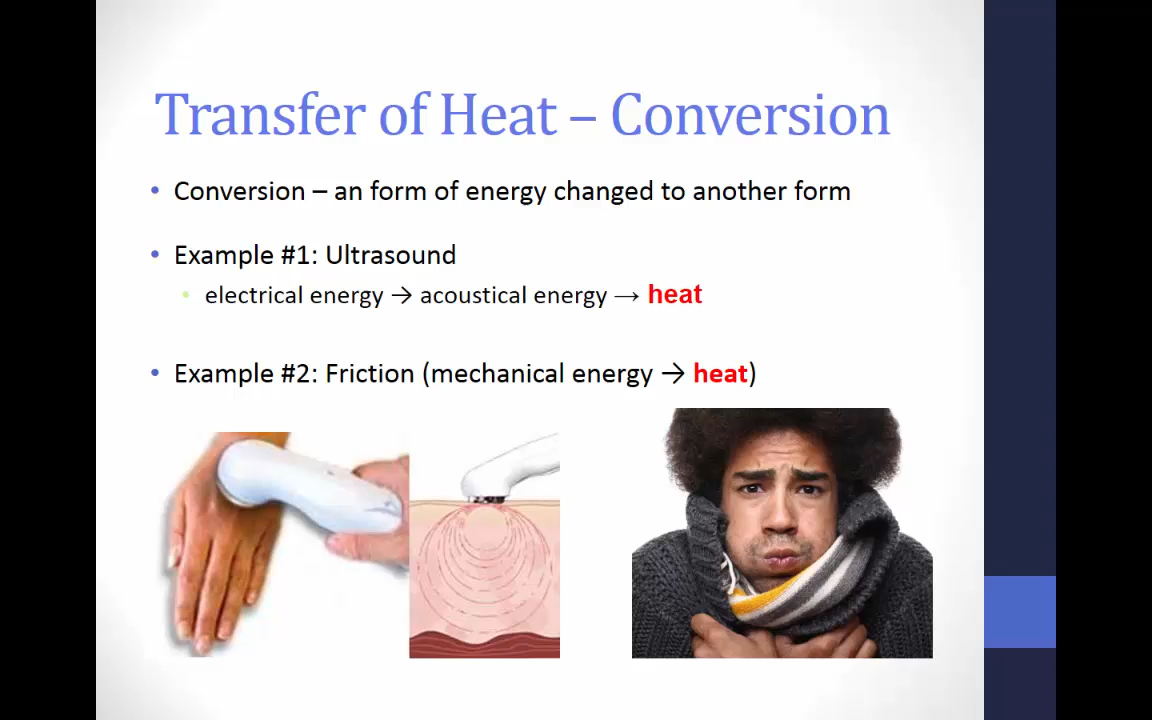 Transfer of Heat – Conversion
• Conversion – an form of energy changed to another form
• Example #1: Ultrasound
• electrical energy → acoustical energy → heat
• Example #2: Friction (mechanical energy → heat)